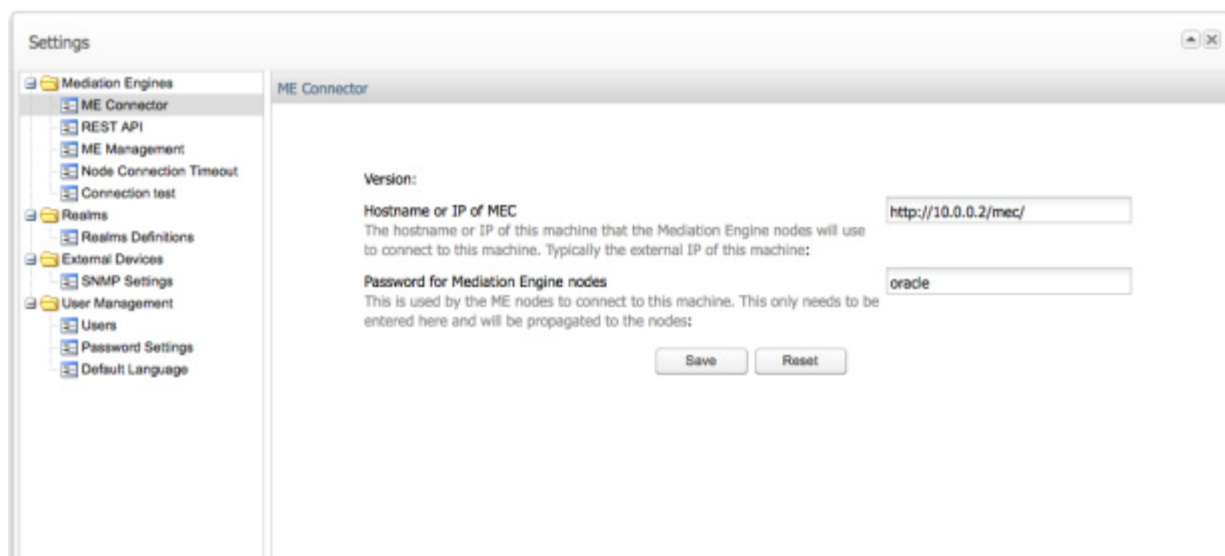 Settings
Mediation Engines
ME Connector
REST API
ME Management
Node Connection Timeout
Connection test
Realms
Realms Definitions
External Devices
SNMP Settings
User Management
Users
Password Settings
Default Language
ME Connector
Version:
Hostname or IP of MEC
http://10.0.0.2/mec/
The hostname or IP of this machine that the Mediation Engine nodes will use
to connect to this machine. Typically the external IP of this machine:
Password for Mediation Engine nodes
oracle
This is used by the ME nodes to connect to this machine. This only needs to be
entered here and will be propagated to the nodes:
Save
Reset